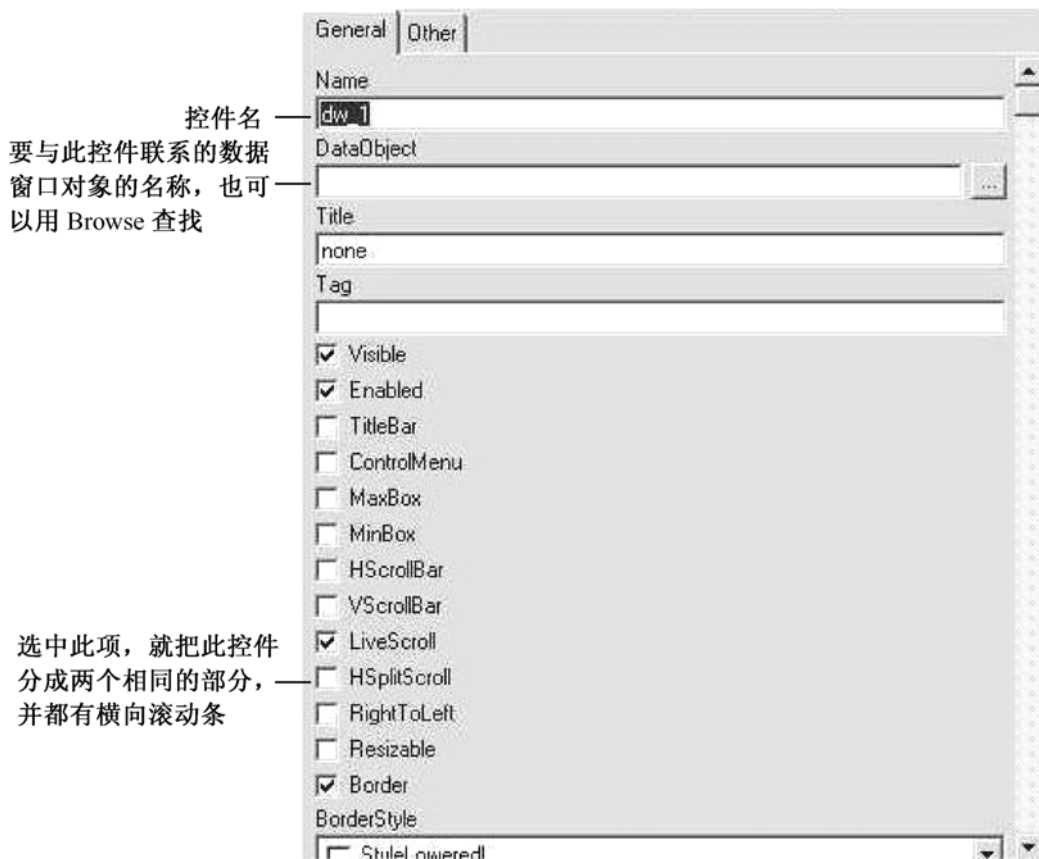 General
Other
Name
控件名
dw_1
要与此控件联系的数据
窗口对象的名称，也可
以用 Browse 查找
DataObject
...
Title
none
Tag
Visible
Enabled
TitleBar
ControlMenu
MaxBox
MinBox
HScrollBar
VScrollBar
LiveScroll
选中此项，就把此控件
分成两个相同的部分，
并都有横向滚动条
HSplitScroll
RightToLeft
Resizable
Border
BorderStyle
StyleLowered!